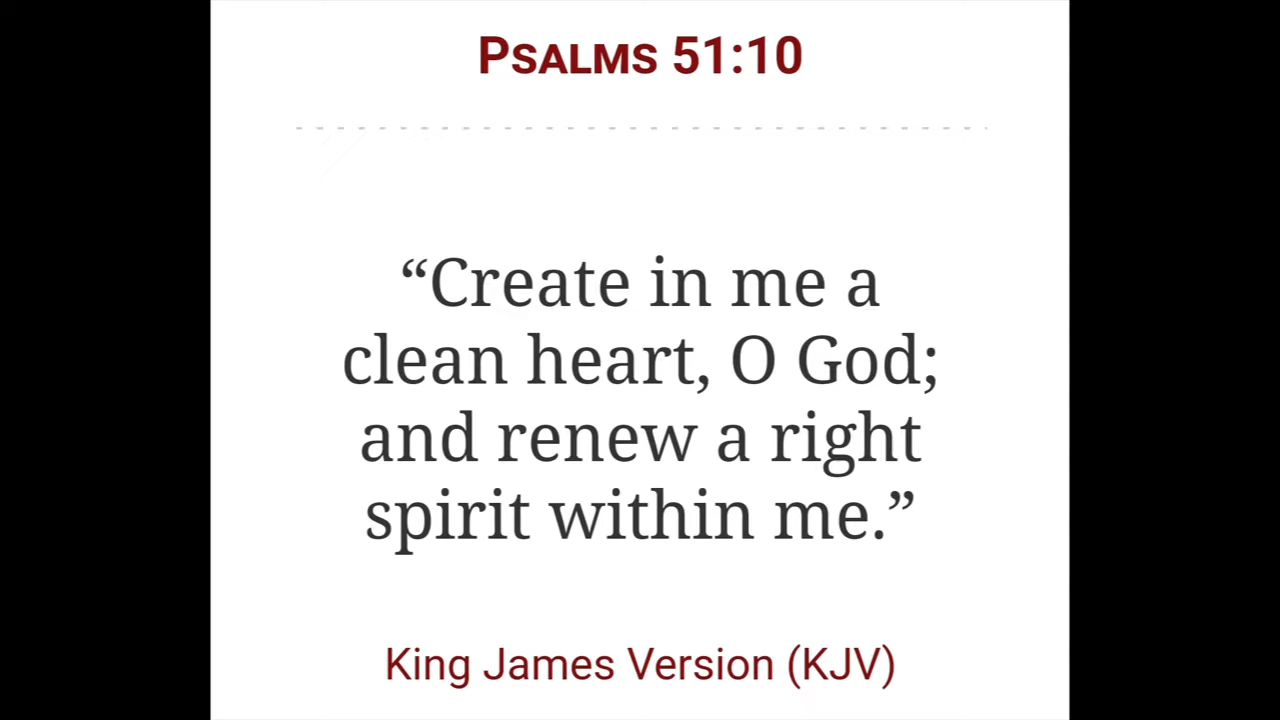 PSALMS 51:10
“Create in me a
clean heart, O God;
and renew a right
spirit within me.”
King James Version (KJV)